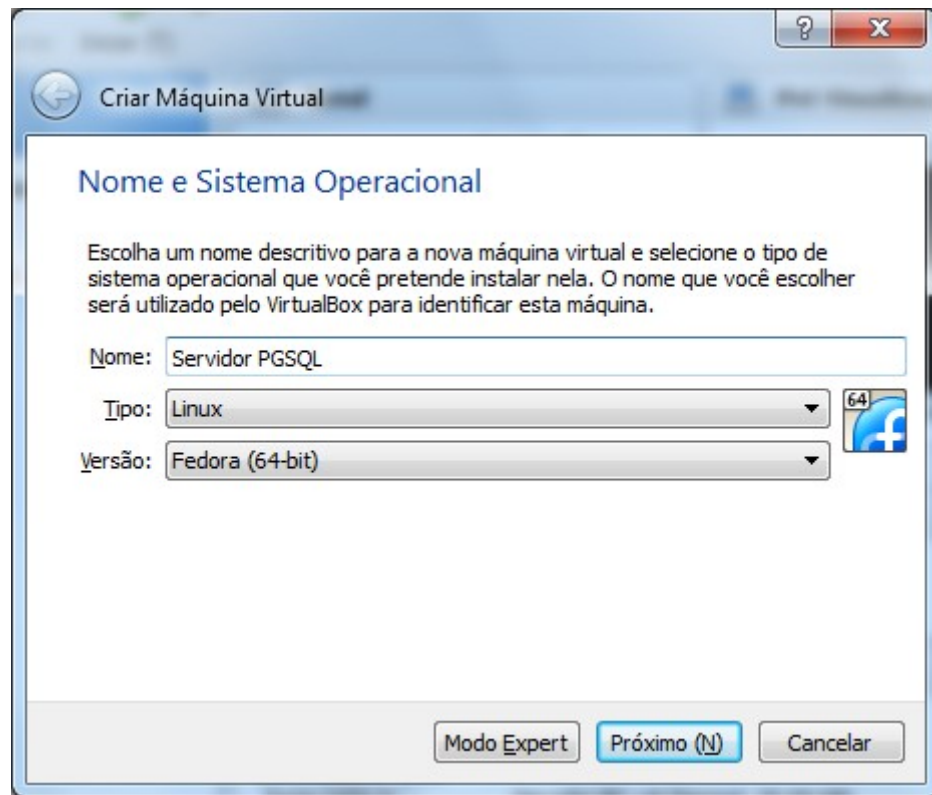 Criar Máquina Virtual
Nome e Sistema Operacional
Escolha um nome descritivo para a nova máquina virtual e selecione o tipo de
sistema operacional que você pretende instalar nela. O nome que você escolher
será utilizado pelo VirtualBox para identificar esta máquina.
Nome: Servidor PGSQL
Tipo: Linux
64
Versão: Fedora (64-bit)
Modo Expert Próximo (N) Cancelar